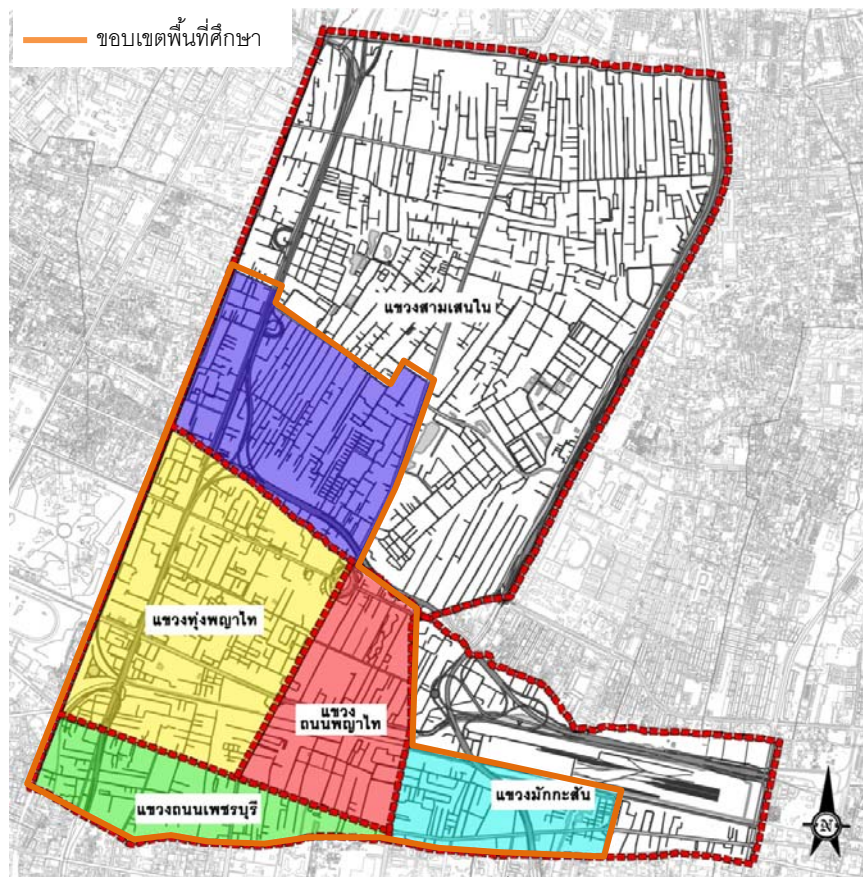 ขอบเขตพื้นที่ศึกษา
แขวงสามเสนใน
แขวงทุ่งพญาไท
แขวง
ถนนพญาไท
แขวงมักกะสัน
แขวงถนนเพชรบุรี
N